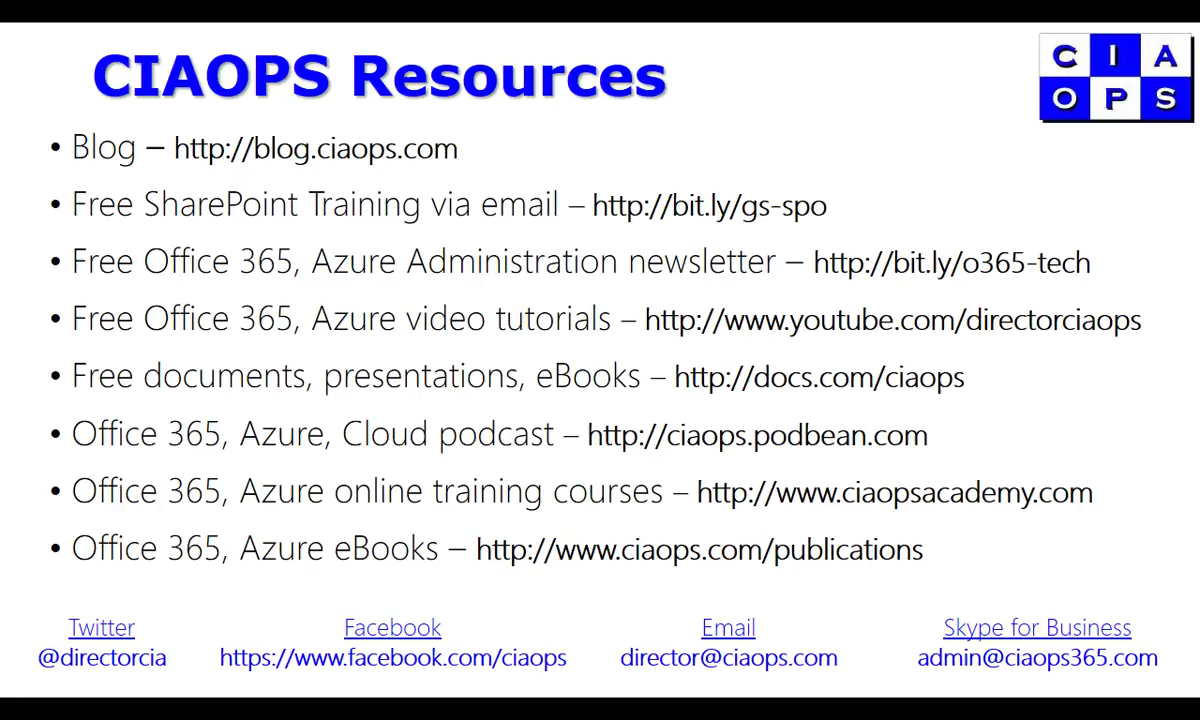 CIAOPS Resources
C I A
O P S
• Blog – http://blog.ciaops.com
• Free SharePoint Training via email – http://bit.ly/gs-spo
• Free Office 365, Azure Administration newsletter – http://bit.ly/o365-tech
• Free Office 365, Azure video tutorials – http://www.youtube.com/directorciaops
• Free documents, presentations, eBooks – http://docs.com/ciaops
• Office 365, Azure, Cloud podcast – http://ciaops.podbean.com
• Office 365, Azure online training courses – http://www.ciaopsacademy.com
• Office 365, Azure eBooks – http://www.ciaops.com/publications
Twitter Facebook Email Skype for Business
@directorcia https://www.facebook.com/ciaops director@ciaops.com admin@ciaops365.com